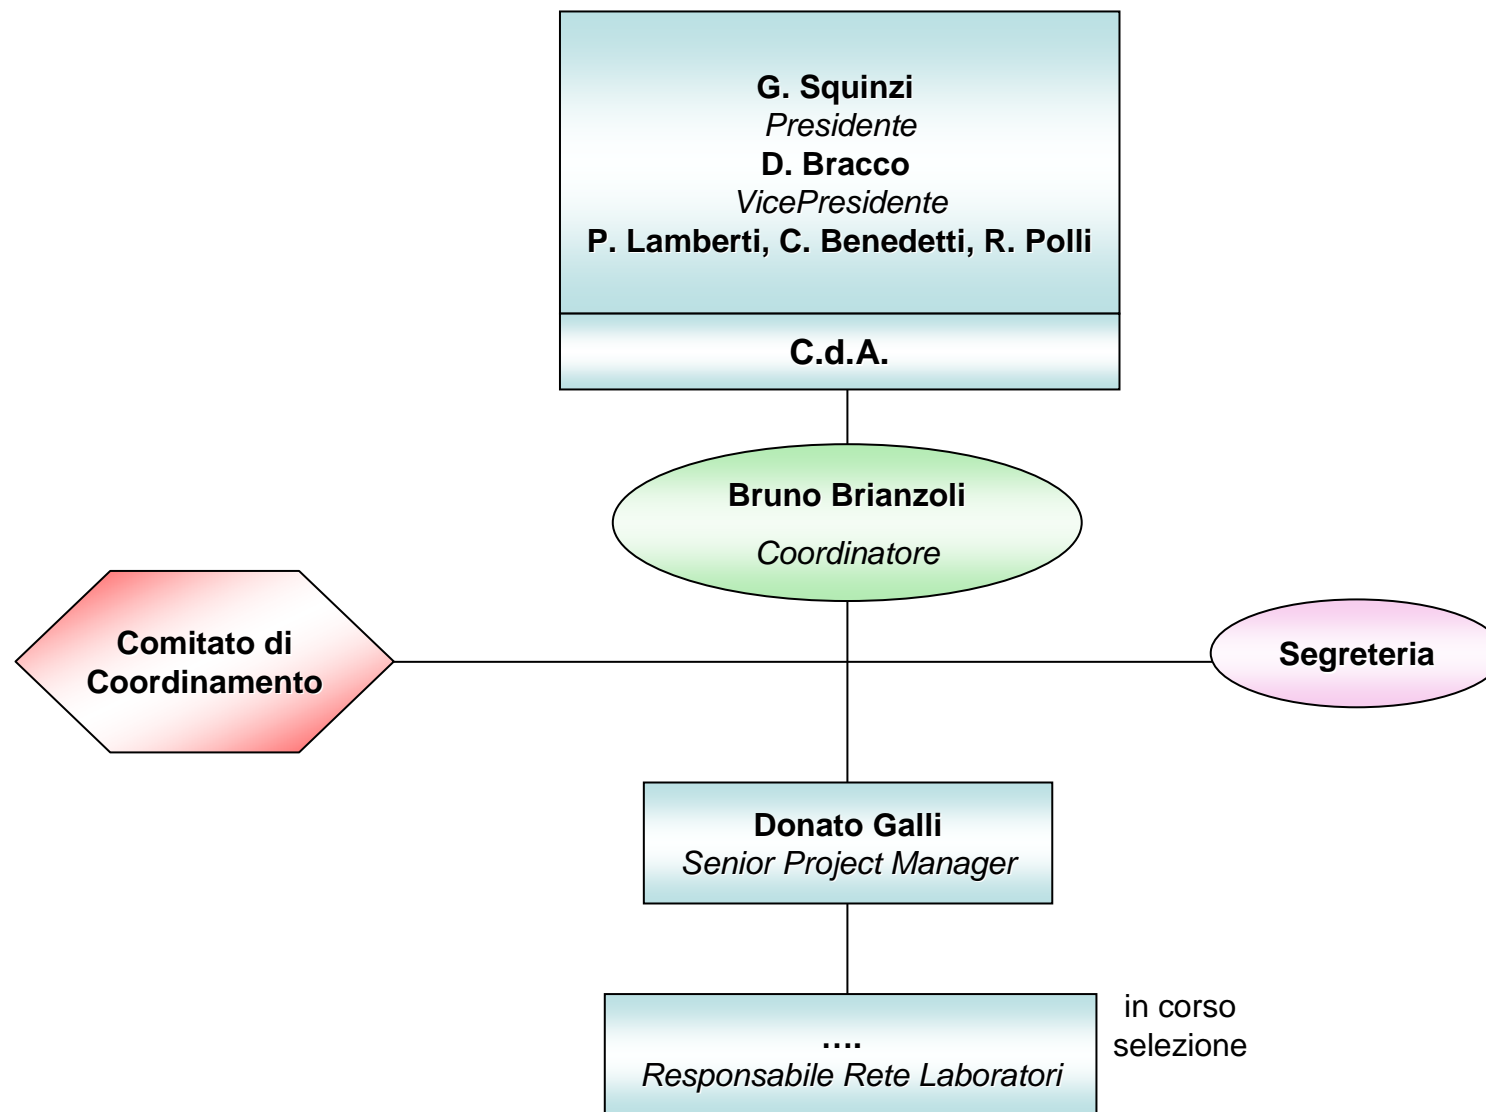 G. Squinzi
Presidente
D. Bracco
VicePresidente
P. Lamberti, C. Benedetti, R. Polli
C.d.A.
Bruno Brianzoli
Coordinatore
Comitato di
Coordinamento
Segreteria
Donato Galli
Senior Project Manager
....
Responsabile Rete Laboratori
in corso
selezione